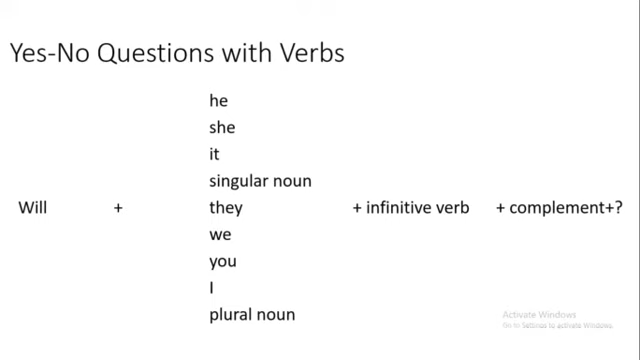 Yes-No Questions with Verbs
he
she
it
singular noun
Will + they + infinitive verb + complement+?
we
you
I
plural noun
Activate Windows
Go to Settings to activate Windows.